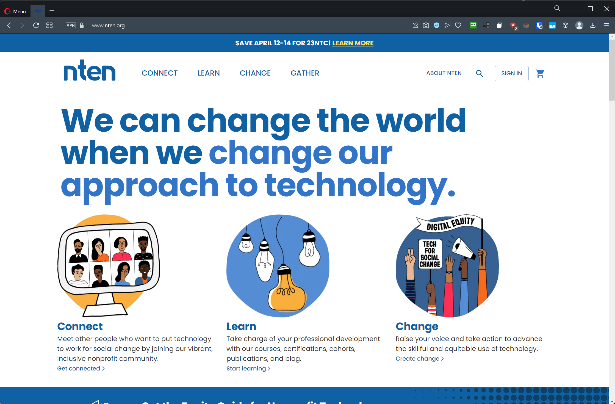 Menu
www.nten.org
SAVE APRIL 12-14 FOR 23NTC! LEARN MORE
nten
CONNECT LEARN CHANGE GATHER
ABOUT NTEN SIGN IN
We can change the world
when we change our
approach to technology.
DIGITAL EQUITY
TECH FOR SOCIAL CHANGE
Connect
Meet other people who want to put technology
to work for social change by joining our vibrant,
inclusive nonprofit community.
Get connected >
Learn
Take charge of your professional development
with our courses, certifications, cohorts,
publications, and blog.
Start learning >
Change
Raise your voice and take action to advance
the skillful and equitable use of technology.
Create change >